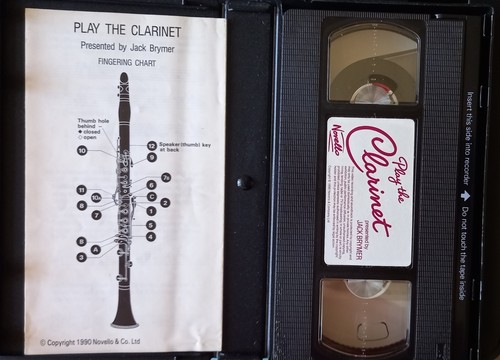 PLAY THE CLARINET
Presented by Jack Brymer
FINGERING CHART
Thumb hole
behind –
● closed
○ open
10
12 Speaker (thumb) key
at back
9
7a
11
6
10a
C
2
8
1
7
5
4
8
A
3
© Copyright 1990 Novello & Co. Ltd
Play the
Clarinet
presented by
JACK BRYMER
Novello
Insert this side into recorder ⬆ Do not touch the tape inside